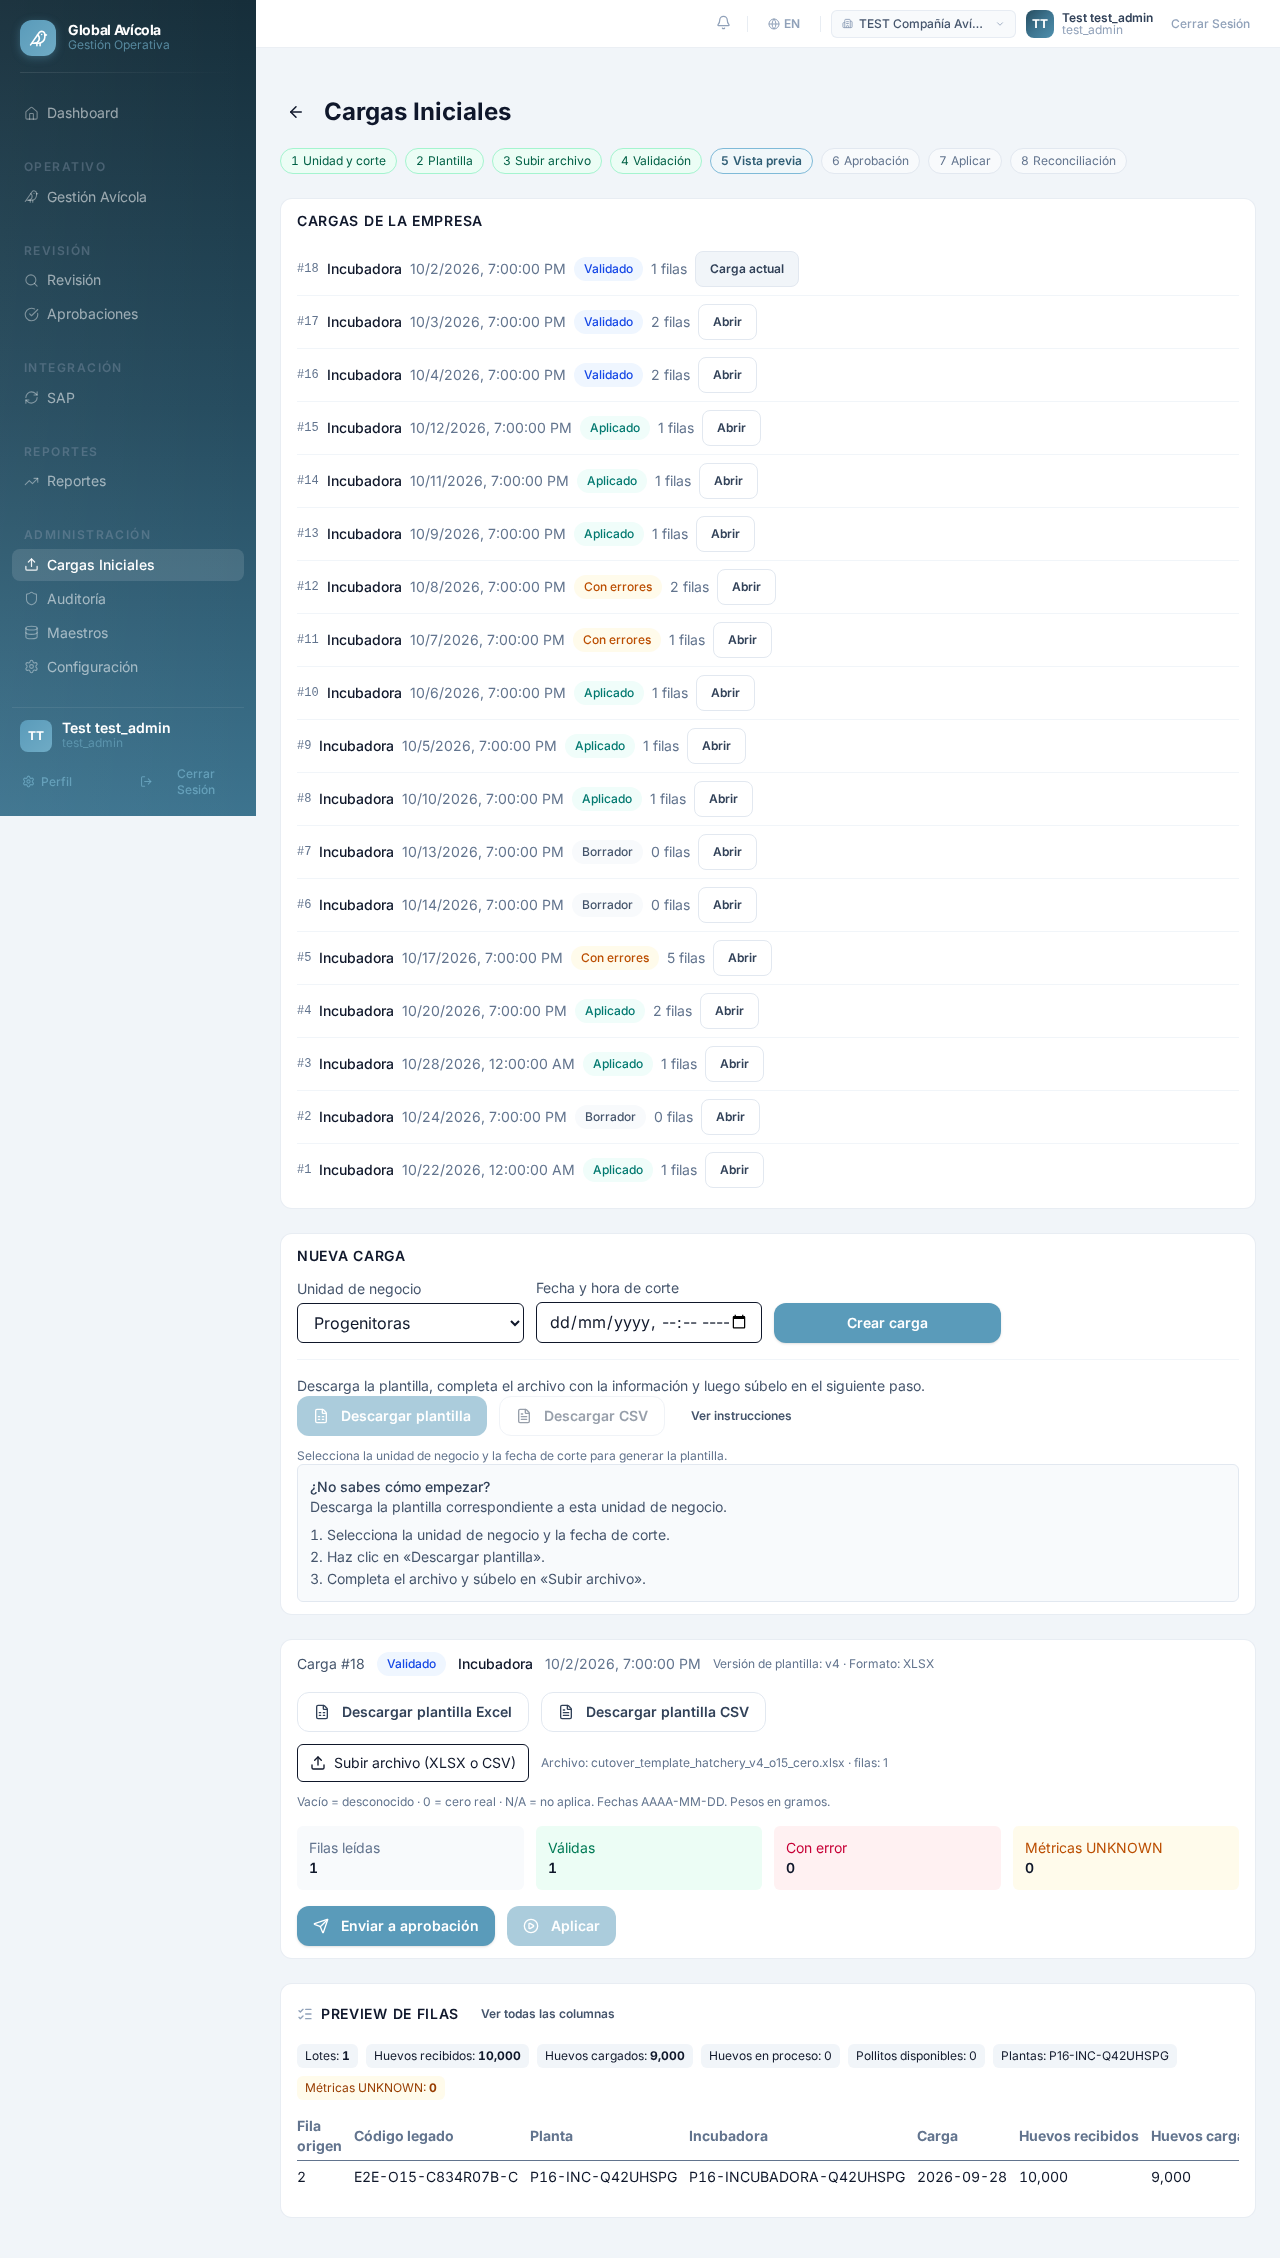 Global Avícola
Gestión Operativa
Dashboard
OPERATIVO
Gestión Avícola
REVISIÓN
Revisión
Aprobaciones
INTEGRACIÓN
SAP
REPORTES
Reportes
ADMINISTRACIÓN
Cargas Iniciales
Auditoría
Maestros
Configuración
TT Test test_admin
test_admin
Perfil
Cerrar Sesión
EN
TEST Compañía Aví...
TT Test test_admin
test_admin
Cerrar Sesión
Cargas Iniciales
1 Unidad y corte
2 Plantilla
3 Subir archivo
4 Validación
5 Vista previa
6 Aprobación
7 Aplicar
8 Reconciliación
CARGAS DE LA EMPRESA
#18 Incubadora 10/2/2026, 7:00:00 PM Validado 1 filas Carga actual
#17 Incubadora 10/3/2026, 7:00:00 PM Validado 2 filas Abrir
#16 Incubadora 10/4/2026, 7:00:00 PM Validado 2 filas Abrir
#15 Incubadora 10/12/2026, 7:00:00 PM Aplicado 1 filas Abrir
#14 Incubadora 10/11/2026, 7:00:00 PM Aplicado 1 filas Abrir
#13 Incubadora 10/9/2026, 7:00:00 PM Aplicado 1 filas Abrir
#12 Incubadora 10/8/2026, 7:00:00 PM Con errores 2 filas Abrir
#11 Incubadora 10/7/2026, 7:00:00 PM Con errores 1 filas Abrir
#10 Incubadora 10/6/2026, 7:00:00 PM Aplicado 1 filas Abrir
#9 Incubadora 10/5/2026, 7:00:00 PM Aplicado 1 filas Abrir
#8 Incubadora 10/10/2026, 7:00:00 PM Aplicado 1 filas Abrir
#7 Incubadora 10/13/2026, 7:00:00 PM Borrador 0 filas Abrir
#6 Incubadora 10/14/2026, 7:00:00 PM Borrador 0 filas Abrir
#5 Incubadora 10/17/2026, 7:00:00 PM Con errores 5 filas Abrir
#4 Incubadora 10/20/2026, 7:00:00 PM Aplicado 2 filas Abrir
#3 Incubadora 10/28/2026, 12:00:00 AM Aplicado 1 filas Abrir
#2 Incubadora 10/24/2026, 7:00:00 PM Borrador 0 filas Abrir
#1 Incubadora 10/22/2026, 12:00:00 AM Aplicado 1 filas Abrir
NUEVA CARGA
Unidad de negocio
Fecha y hora de corte
Progenitoras
dd/mm/yyyy, --:-- ----
Crear carga
Descarga la plantilla, completa el archivo con la información y luego súbelo en el siguiente paso.
Descargar plantilla
Descargar CSV
Ver instrucciones
Selecciona la unidad de negocio y la fecha de corte para generar la plantilla.
¿No sabes cómo empezar?
Descarga la plantilla correspondiente a esta unidad de negocio.
1. Selecciona la unidad de negocio y la fecha de corte.
2. Haz clic en «Descargar plantilla».
3. Completa el archivo y súbelo en «Subir archivo».
Carga #18 Validado Incubadora 10/2/2026, 7:00:00 PM Versión de plantilla: v4 · Formato: XLSX
Descargar plantilla Excel
Descargar plantilla CSV
Subir archivo (XLSX o CSV)
Archivo: cutover_template_hatchery_v4_o15_cero.xlsx · filas: 1
Vacío = desconocido · 0 = cero real · N/A = no aplica. Fechas AAAA-MM-DD. Pesos en gramos.
Filas leídas
1
Válidas
1
Con error
0
Métricas UNKNOWN
0
Enviar a aprobación
Aplicar
PREVIEW DE FILAS
Ver todas las columnas
Lotes: 1
Huevos recibidos: 10,000
Huevos cargados: 9,000
Huevos en proceso: 0
Pollitos disponibles: 0
Plantas: P16-INC-Q42UHSPG
Métricas UNKNOWN: 0
Fila origen Código legado Planta Incubadora Carga Huevos recibidos Huevos carga
2 E2E-O15-C834R07B-C P16-INC-Q42UHSPG P16-INCUBADORA-Q42UHSPG 2026-09-28 10,000 9,000